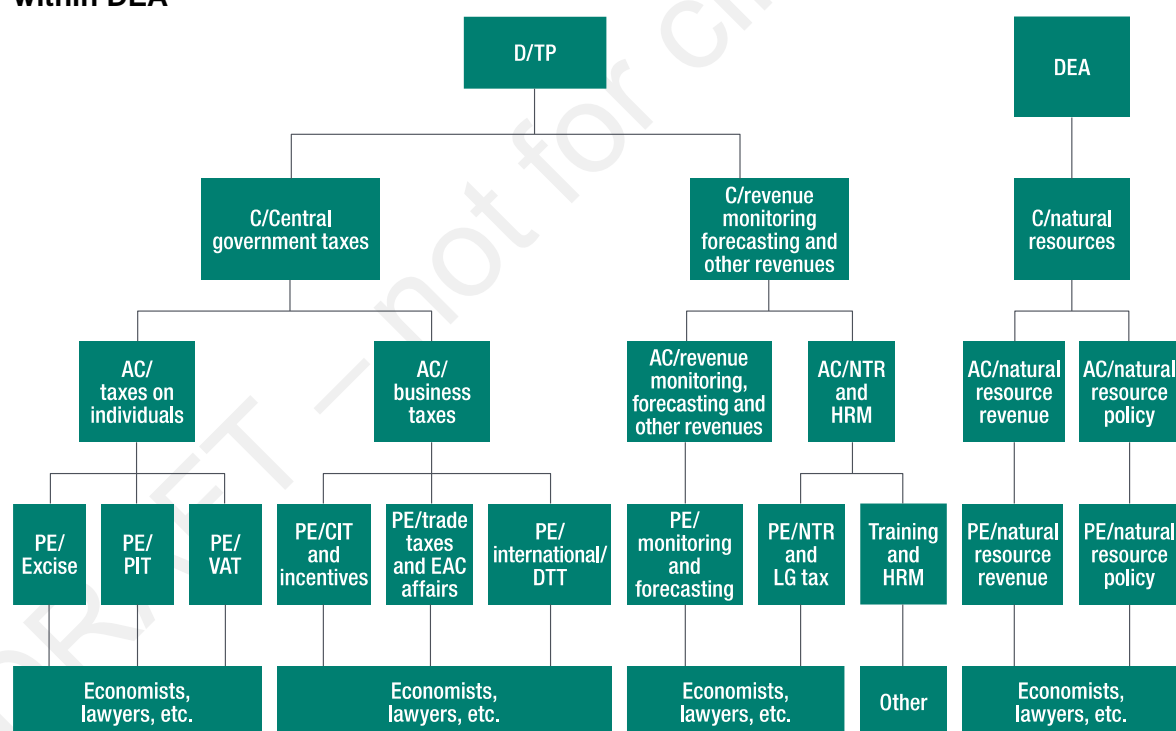 within DEA
D/TP
DEA
C/Central
government taxes
C/revenue
monitoring
forecasting and
other revenues
C/natural
resources
AC/
taxes on
individuals
AC/
business
taxes
AC/revenue
monitoring,
forecasting and
other revenues
AC/NTR
and
HRM
AC/natural
resource
revenue
AC/natural
resource
policy
PE/
Excise
PE/
PIT
PE/
VAT
PE/CIT
and
incentives
PE/trade
taxes
and EAC
affairs
PE/
international/
DTT
PE/
monitoring
and
forecasting
PE/NTR
and
LG tax
Training
and
HRM
PE/natural
resource
revenue
PE/natural
resource
policy
Economists,
lawyers, etc.
Economists,
lawyers, etc.
Economists,
lawyers, etc.
Other
Economists,
lawyers, etc.
DRAFT – not for